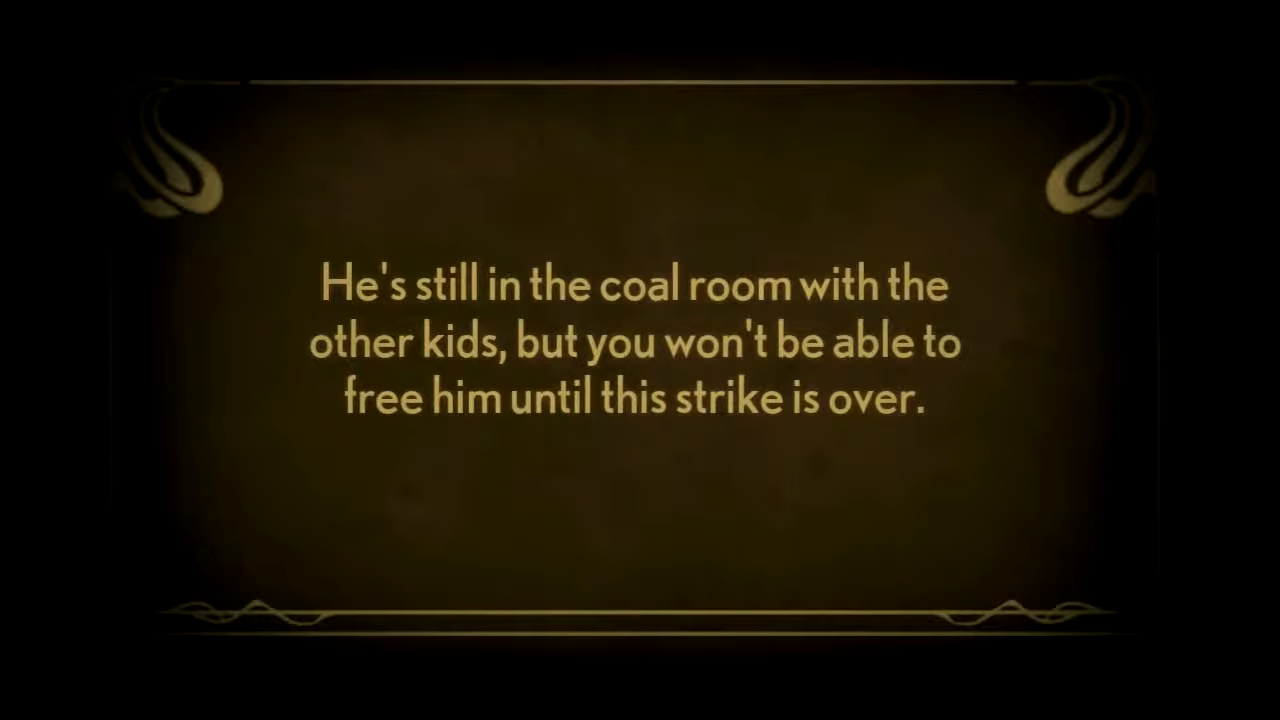 He's still in the coal room with the
other kids, but you won't be able to
free him until this strike is over.